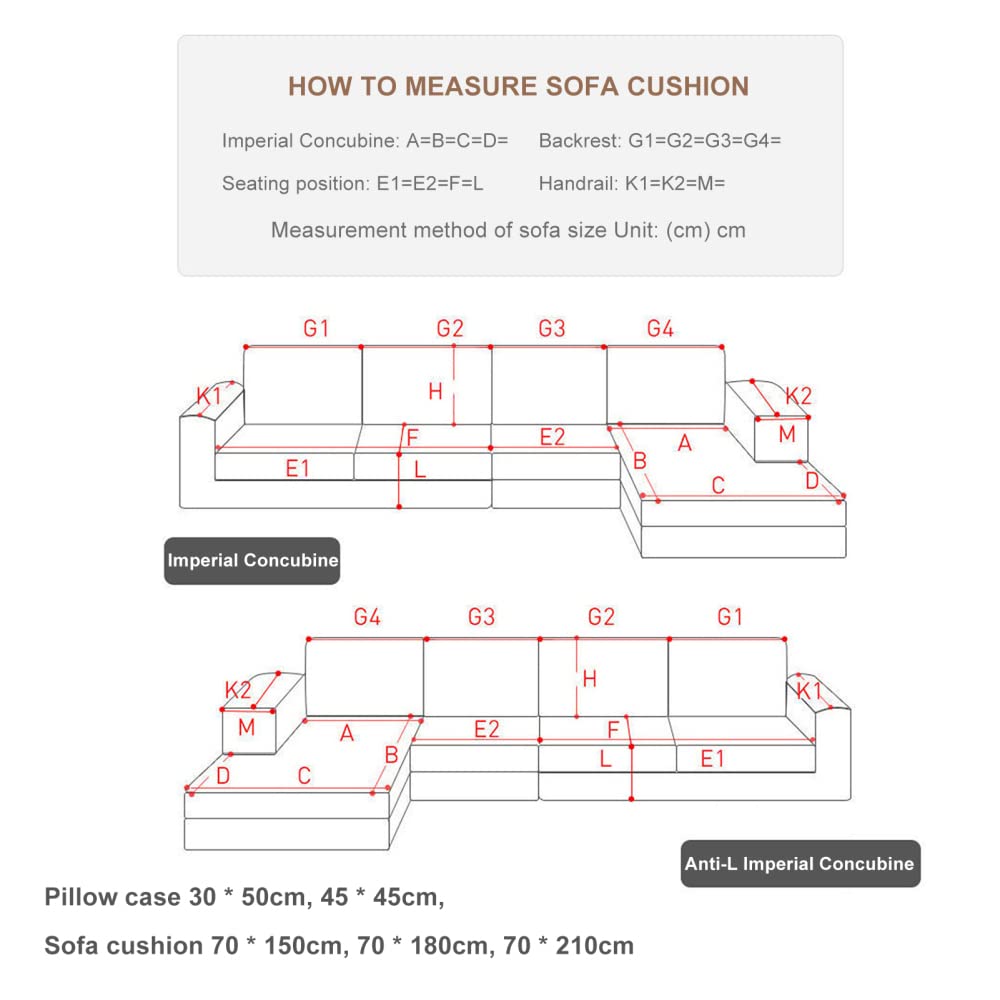 HOW TO MEASURE SOFA CUSHION
Imperial Concubine: A=B=C=D= Backrest: G1=G2=G3=G4=
Seating position: E1=E2=F=L Handrail: K1=K2=M=
Measurement method of sofa size Unit: (cm) cm
G1 G2 G3 G4
K1 H K2
F E2 A M
E1 L B C D
Imperial Concubine
G4 G3 G2 G1
K2 H K1
M A E2 F
D C B L E1
Anti-L Imperial Concubine
Pillow case 30 * 50cm, 45 * 45cm,
Sofa cushion 70 * 150cm, 70 * 180cm, 70 * 210cm